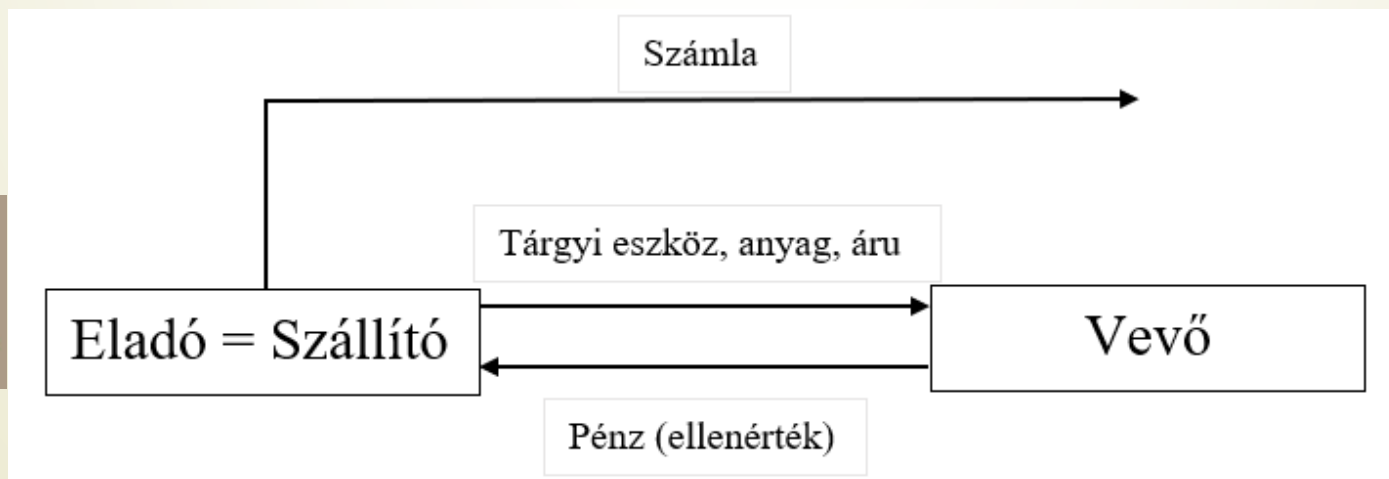 Számla
Tárgyi eszköz, anyag, áru
Eladó = Szállító
Vevő
Pénz (ellenérték)